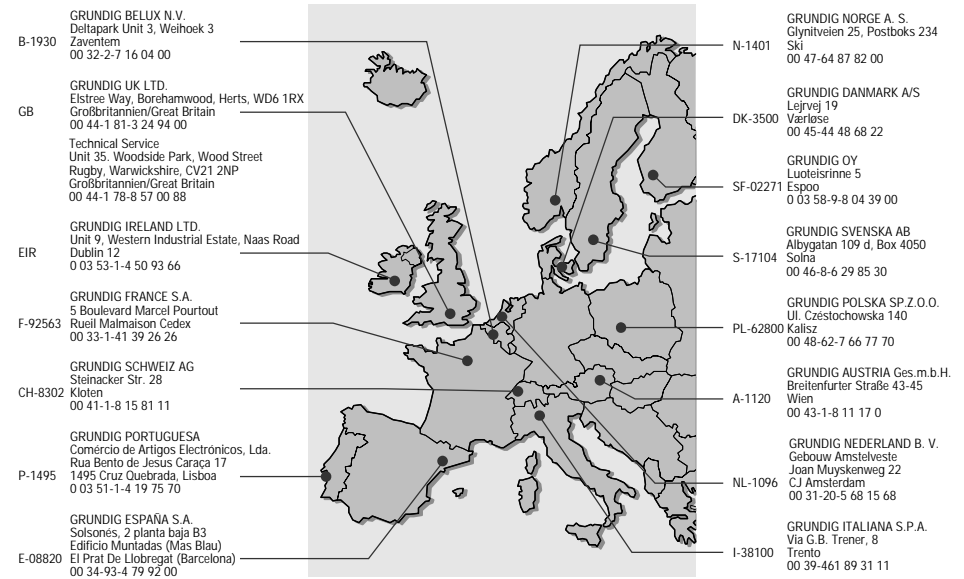 GRUNDIG BELUX N.V.
Deltapark Unit 3, Weihoek 3
B-1930 Zaventem
00 32-2-7 16 04 00
GRUNDIG UK LTD.
Elstree Way, Borehamwood, Herts, WD6 1RX
GB Großbritannien/Great Britain
00 44-1 81-3 24 94 00
Technical Service
Unit 35. Woodside Park, Wood Street
Rugby, Warwickshire, CV21 2NP
Großbritannien/Great Britain
00 44-1 78-8 57 00 88
GRUNDIG IRELAND LTD.
Unit 9, Western Industrial Estate, Naas Road
EIR Dublin 12
0 03 53-1-4 50 93 66
GRUNDIG FRANCE S.A.
5 Boulevard Marcel Pourtout
F-92563 Rueil Malmaison Cedex
00 33-1-41 39 26 26
GRUNDIG SCHWEIZ AG
Steinacker Str. 28
CH-8302 Kloten
00 41-1-8 15 81 11
GRUNDIG PORTUGUESA
Comércio de Artigos Electrónicos, Lda.
Rua Bento de Jesus Caraça 17
P-1495 1495 Cruz Quebrada, Lisboa
0 03 51-1-4 19 75 70
GRUNDIG ESPAÑA S.A.
Solsonés, 2 planta baja B3
Edificio Muntadas (Mas Blau)
E-08820 El Prat De Llobregat (Barcelona)
00 34-93-4 79 92 00
GRUNDIG NORGE A. S.
Glynitveien 25, Postboks 234
N-1401 Ski
00 47-64 87 82 00
GRUNDIG DANMARK A/S
Lejrvej 19
DK-3500 Værløse
00 45-44 48 68 22
GRUNDIG OY
Luoteisrinne 5
SF-02271 Espoo
0 03 58-9-8 04 39 00
GRUNDIG SVENSKA AB
Albygatan 109 d, Box 4050
S-17104 Solna
00 46-8-6 29 85 30
GRUNDIG POLSKA SP.Z.O.O.
Ul. Czéstochowska 140
PL-62800 Kalisz
00 48-62-7 66 77 70
GRUNDIG AUSTRIA Ges.m.b.H.
Breitenfurter Straße 43-45
A-1120 Wien
00 43-1-8 11 17 0
GRUNDIG NEDERLAND B. V.
Gebouw Amstelveste
Joan Muyskenweg 22
NL-1096 CJ Amsterdam
00 31-20-5 68 15 68
GRUNDIG ITALIANA S.P.A.
Via G.B. Trener, 8
I-38100 Trento
00 39-461 89 31 11